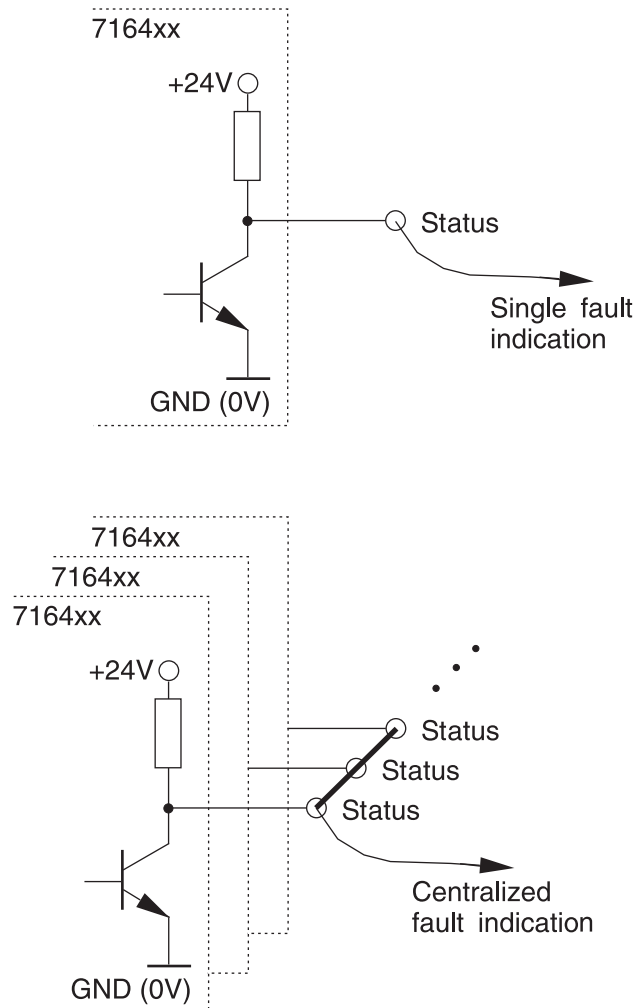 7164xx
+24V
Status
Single fault
indication
GND (0V)
7164xx
7164xx
7164xx
+24V
Status
Status
Status
Centralized
fault indication
GND (0V)